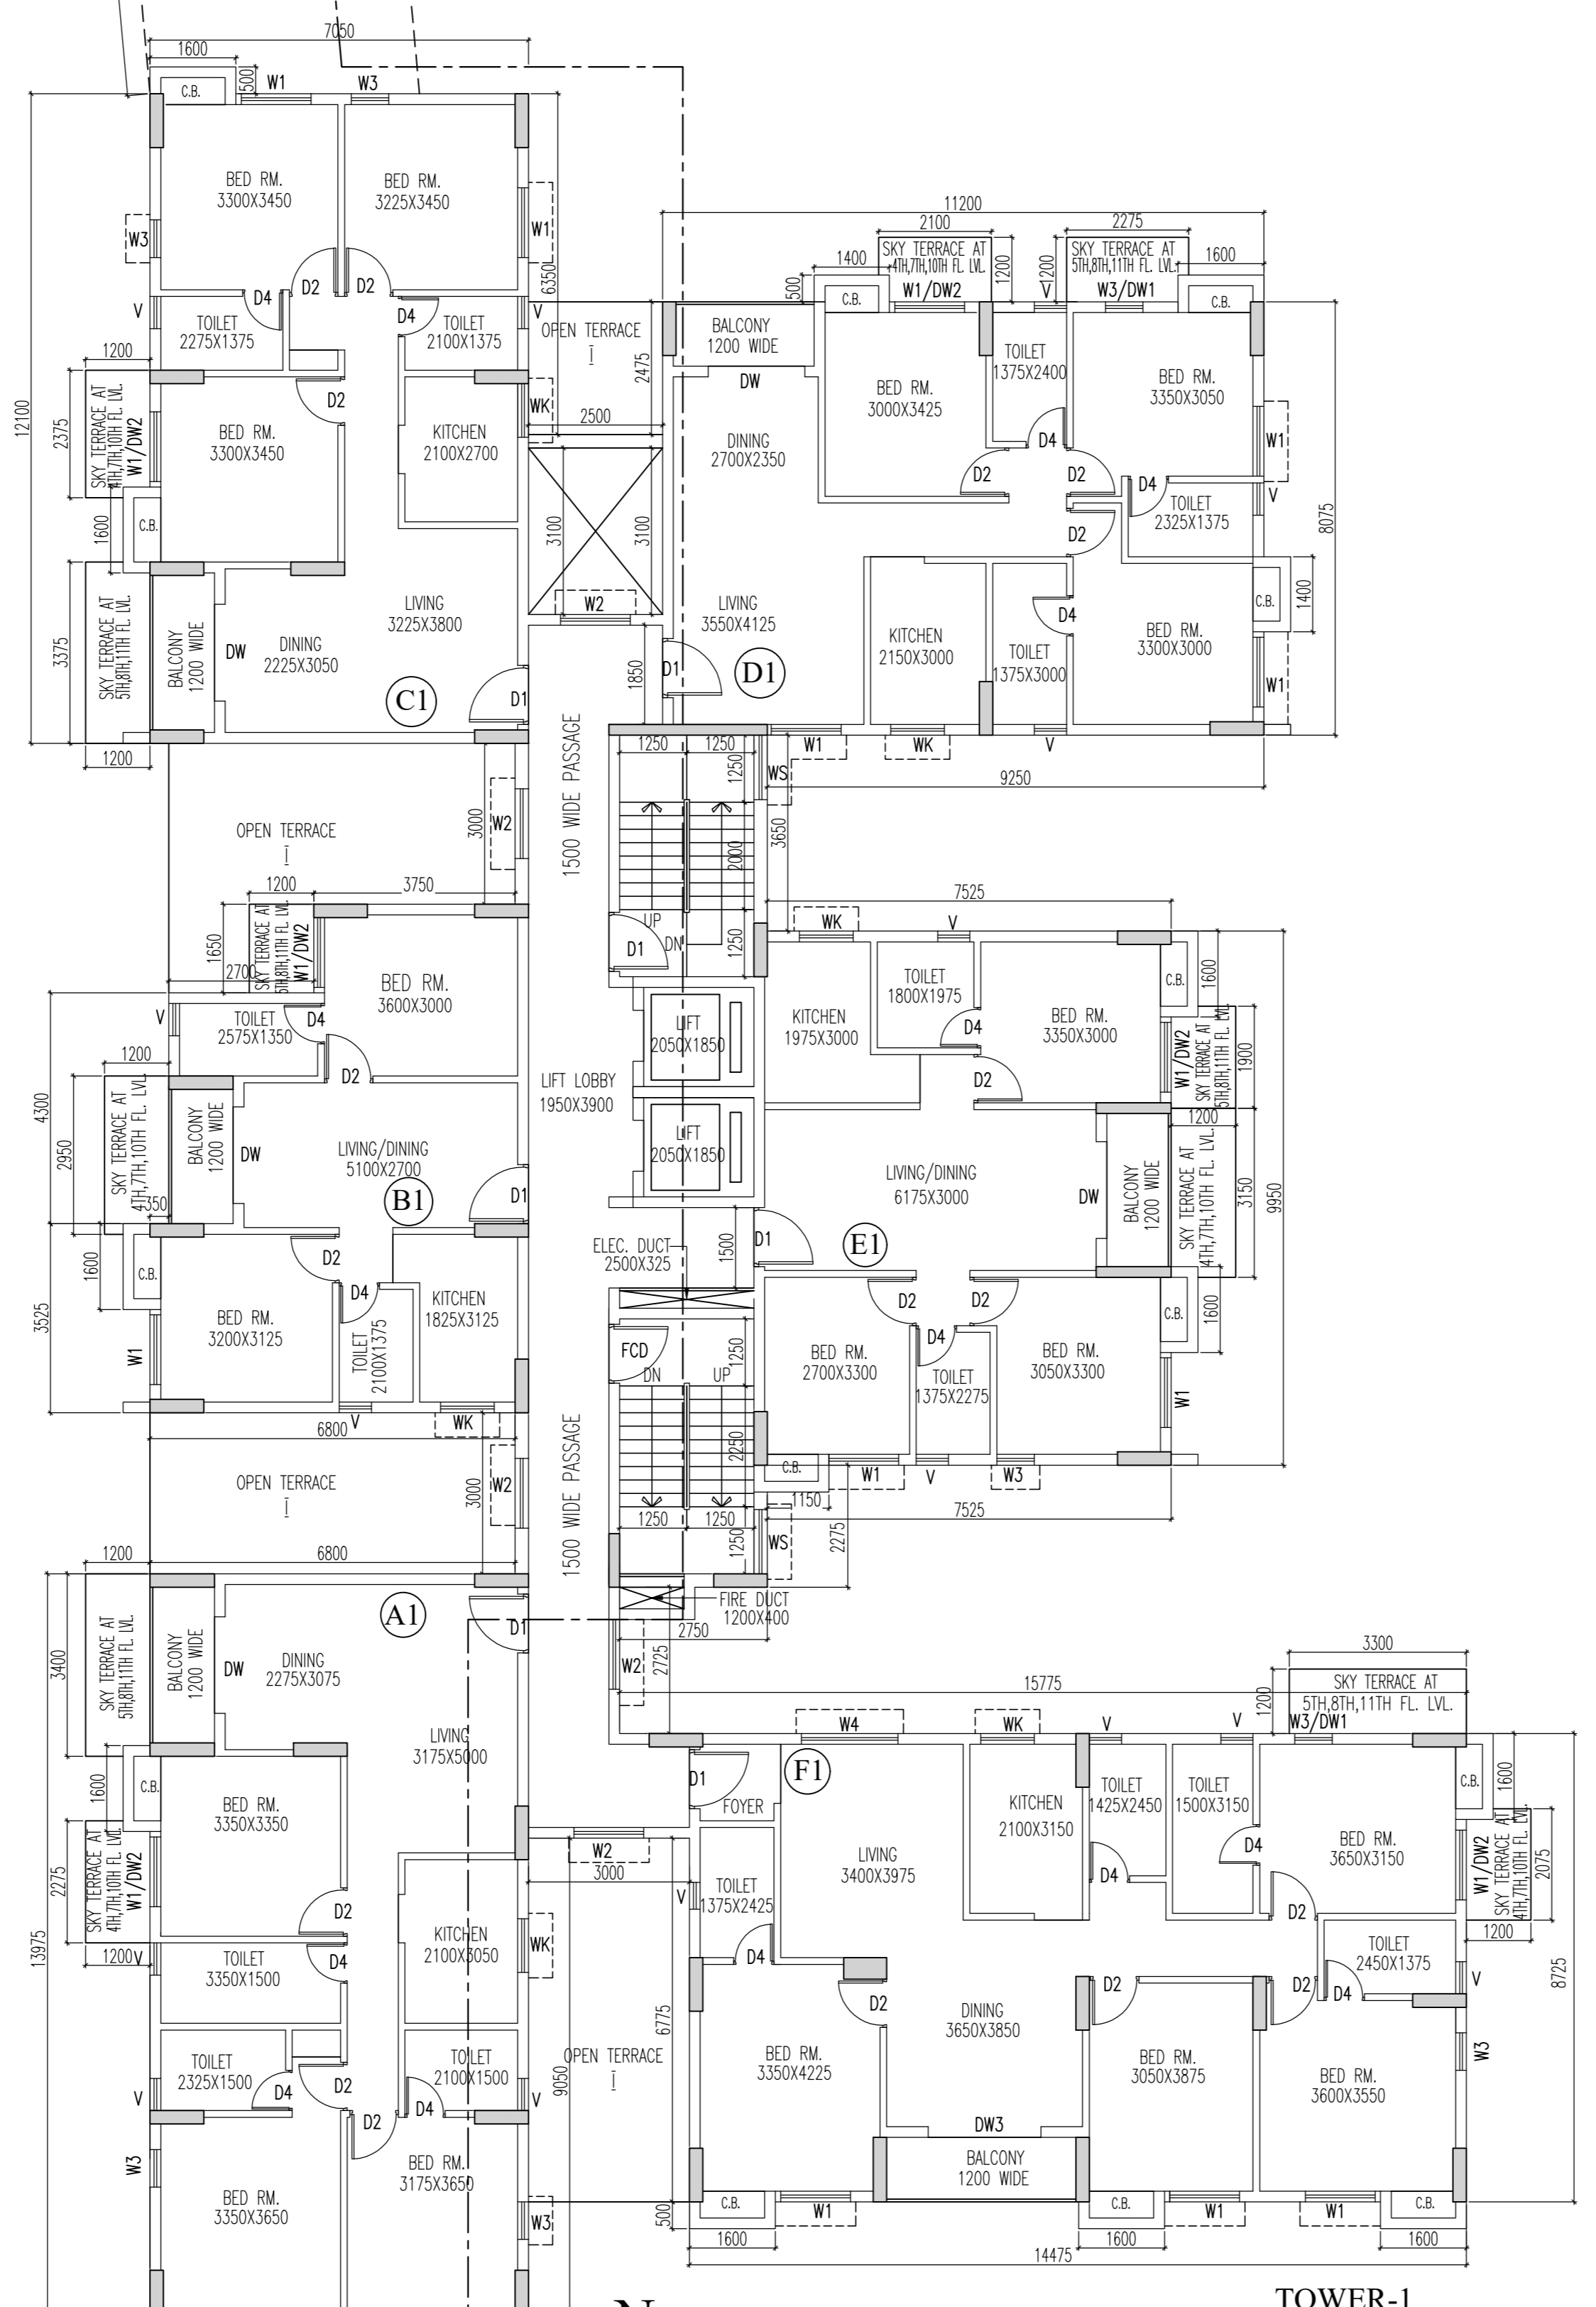 7050
1600
500
C.B.
W1
W3
BED RM.
3300X3450
BED RM.
3225X3450
W3
W1
6350
12100
D4
D2
D2
D4
V
TOILET
2275X1375
TOILET
2100X1375
V
OPEN TERRACE
I
2475
2500
1200
2375
SKY TERRACE AT
4TH,7TH,10TH FL. LVL.
W1/DW2
D2
BED RM.
3300X3450
KITCHEN
2100X2700
WK
1600
C.B.
3100
3100
W2
3375
SKY TERRACE AT
5TH,8TH,11TH FL. LVL.
BALCONY
1200 WIDE
DW
DINING
2225X3050
LIVING
3225X3800
C1
D1
1850
1200
11200
2100
2275
SKY TERRACE AT
4TH,7TH,10TH FL. LVL.
SKY TERRACE AT
5TH,8TH,11TH FL. LVL.
1400
1200
1200
1600
500
C.B.
W1/DW2
V
W3/DW1
C.B.
BALCONY
1200 WIDE
DW
TOILET
1375X2400
BED RM.
3000X3425
BED RM.
3350X3050
W1
DINING
2700X2350
D4
D2
D2
D4
V
TOILET
2325X1375
D2
8075
LIVING
3550X4125
D4
C.B.
1400
KITCHEN
2150X3000
TOILET
1375X3000
BED RM.
3300X3000
D1
D1
W1
W1
WK
V
9250
1250
1250
1250
WS
3650
2000
1250
UP
DN
D1
1500 WIDE PASSAGE
OPEN TERRACE
I
3000
W2
1200
3750
1650
2700
SKY TERRACE AT
5TH,8TH,11TH FL. LVL.
W1/DW2
BED RM.
3600X3000
V
TOILET
2575X1350
D4
D2
1200
4300
2950
SKY TERRACE AT
4TH,7TH,10TH FL. LVL.
350
BALCONY
1200 WIDE
DW
LIVING/DINING
5100X2700
B1
D1
LIFT
2050X1850
LIFT LOBBY
1950X3900
LIFT
2050X1850
7525
WK
V
TOILET
1800X1975
KITCHEN
1975X3000
D4
BED RM.
3350X3000
D2
C.B.
1600
W1/DW2
SKY TERRACE AT
5TH,8TH,11TH FL. LVL.
1900
1200
LIVING/DINING
6175X3000
DW
BALCONY
1200 WIDE
SKY TERRACE AT
4TH,7TH,10TH FL. LVL.
3150
9950
1500
D1
E1
ELEC. DUCT
2500X325
1600
C.B.
3525
D2
D4
BED RM.
3200X3125
TOILET
2100X1375
KITCHEN
1825X3125
W1
V
WK
6800
FCD
DN
UP
1250
2250
1250
1250
1250
WS
D2
D2
D4
BED RM.
2700X3300
TOILET
1375X2275
BED RM.
3050X3300
C.B.
1600
W1
C.B.
W1
V
W3
1150
7525
2275
OPEN TERRACE
I
3000
W2
1500 WIDE PASSAGE
1200
6800
FIRE DUCT
1200X400
2750
W2
2725
3400
SKY TERRACE AT
5TH,8TH,11TH FL. LVL.
BALCONY
1200 WIDE
DW
A1
D1
DINING
2275X3075
LIVING
3175X5000
1600
C.B.
BED RM.
3350X3350
2275
SKY TERRACE AT
4TH,7TH,10TH FL. LVL.
W1/DW2
D2
1200
V
D4
TOILET
3350X1500
KITCHEN
2100X3050
WK
13975
TOILET
2325X1500
D4
D2
TOILET
2100X1500
V
V
D2
D4
W3
BED RM.
3350X3650
BED RM.
3175X3650
W3
W2
3000
OPEN TERRACE
I
9050
6775
500
3300
SKY TERRACE AT
5TH,8TH,11TH FL. LVL.
15775
1200
W3/DW1
W4
WK
V
V
D1
FOYER
F1
TOILET
1425X2450
TOILET
1500X3150
KITCHEN
2100X3150
LIVING
3400X3975
D4
D4
BED RM.
3650X3150
C.B.
1600
W1/DW2
SKY TERRACE AT
4TH,7TH,10TH FL. LVL.
2075
1200
V
TOILET
1375X2425
D4
D2
D2
TOILET
2450X1375
D2
D2
D4
V
8725
DINING
3650X3850
BED RM.
3350X4225
BED RM.
3050X3875
BED RM.
3600X3550
W3
DW3
BALCONY
1200 WIDE
C.B.
W1
C.B.
W1
W1
C.B.
1600
1600
1600
14475
N
TOWER-1